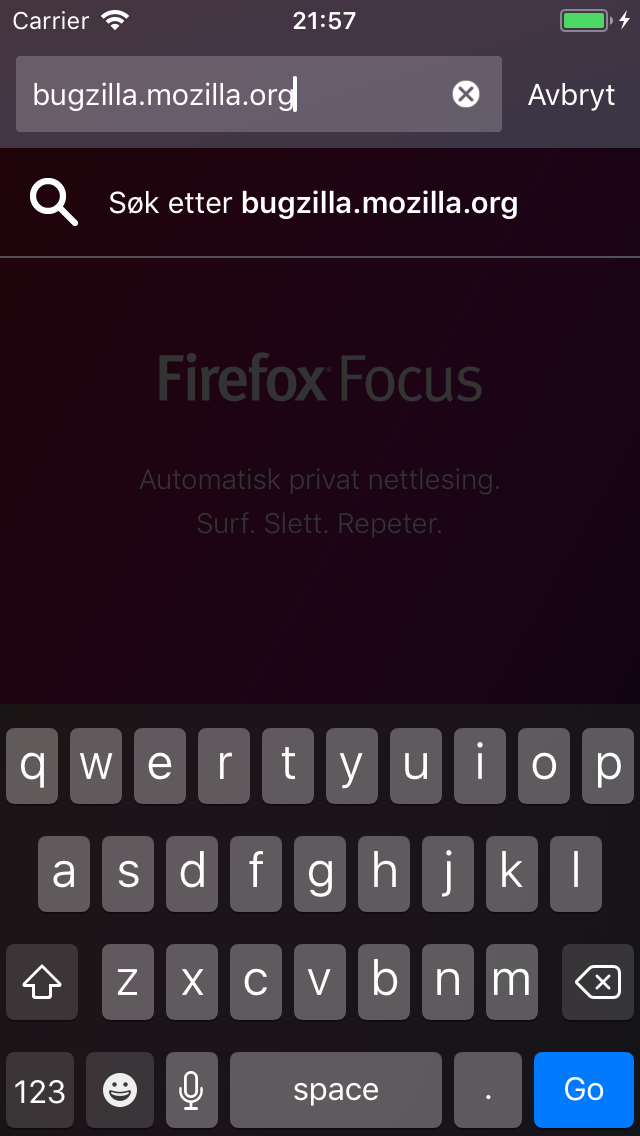 Carrier 21:57
bugzilla.mozilla.org Avbryt
Søk etter bugzilla.mozilla.org
Firefox Focus
Automatisk privat nettlesing.
Surf. Slett. Repeter.
q w e r t y u i o p
a s d f g h j k l
z x c v b n m
123 space . Go